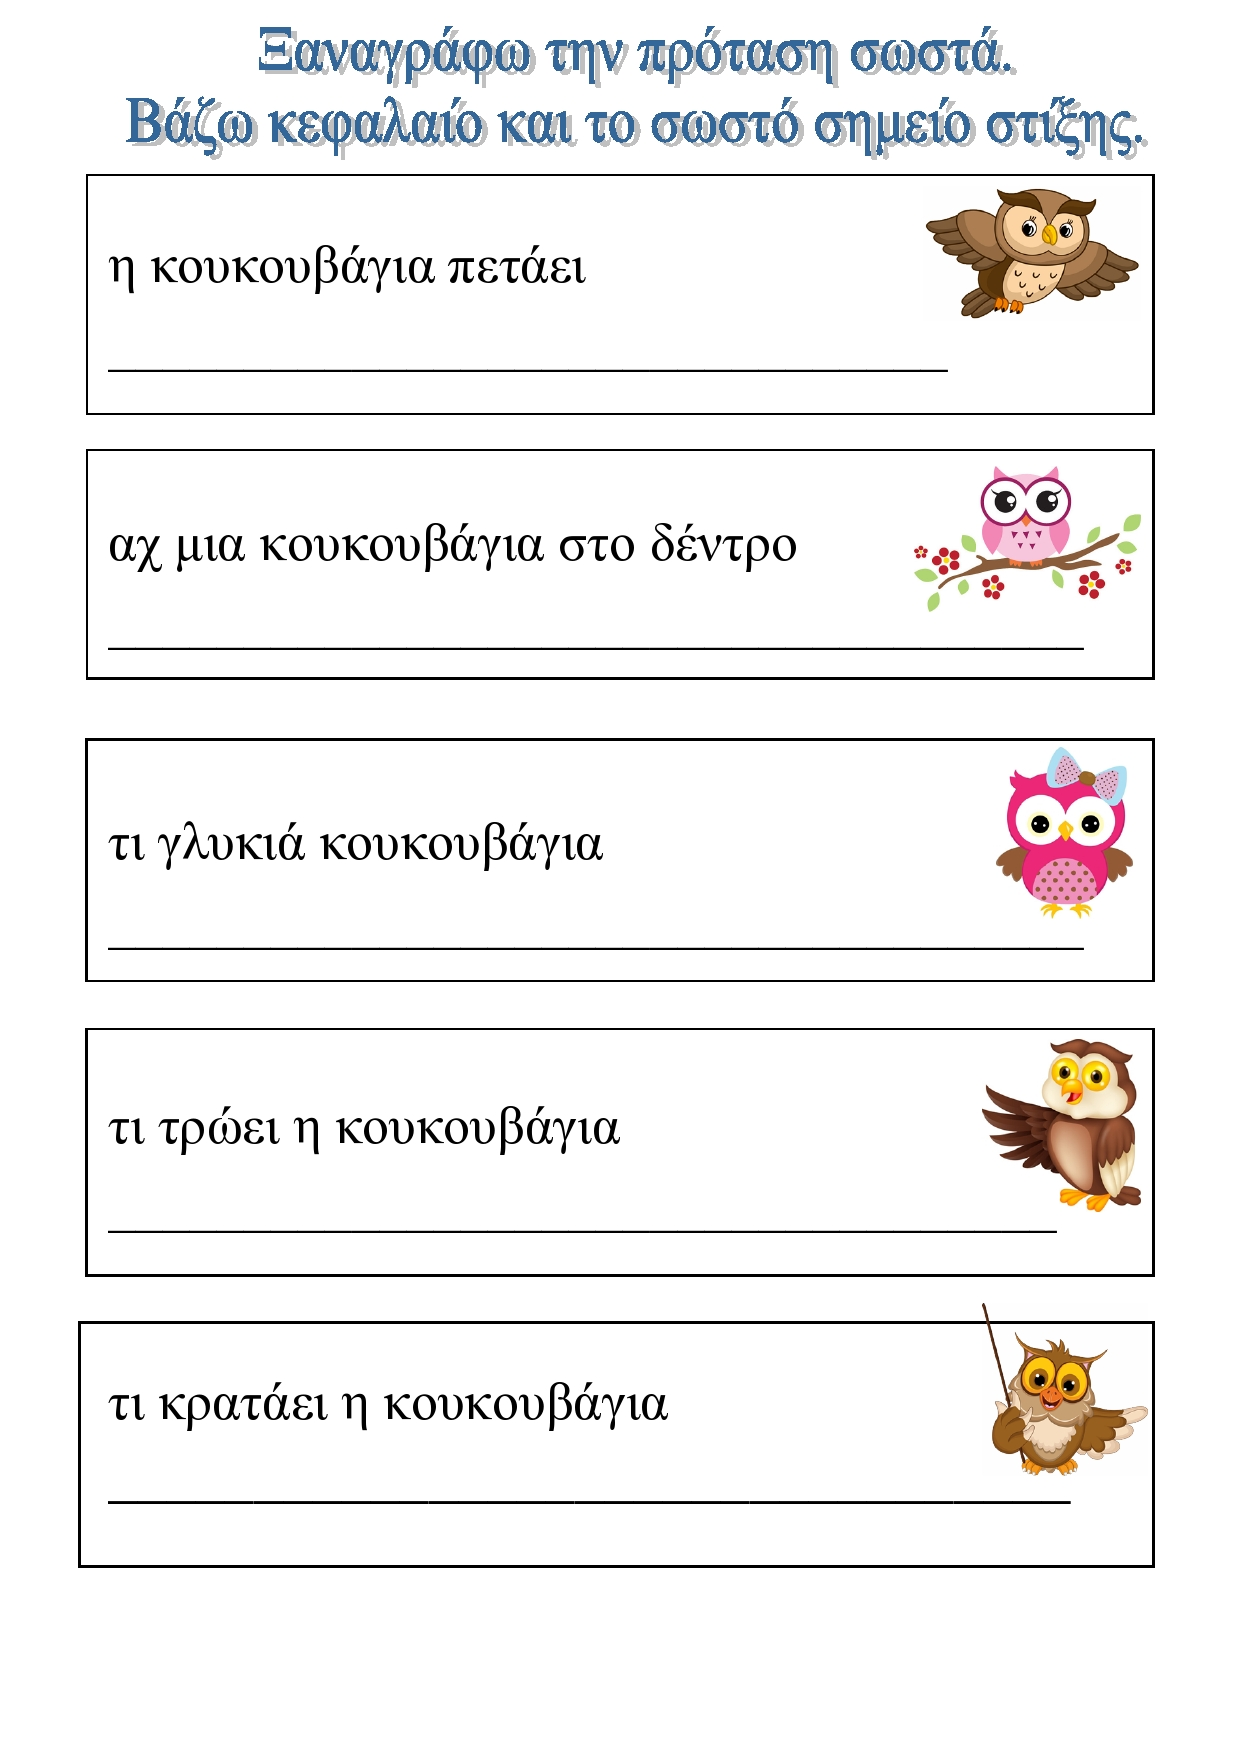 Ξαναγράφω την πρόταση σωστά.
Βάζω κεφαλαίο και το σωστό σημείο στίξης.
η κουκουβάγια πετάει
αχ μια κουκουβάγια στο δέντρο
τι γλυκιά κουκουβάγια
τι τρώει η κουκουβάγια
τι κρατάει η κουκουβάγια